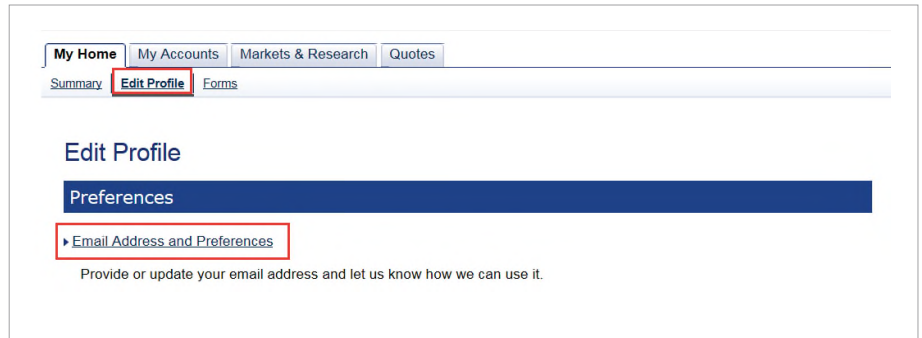 My Home My Accounts Markets & Research Quotes
Summary Edit Profile Forms
Edit Profile
Preferences
Email Address and Preferences
Provide or update your email address and let us know how we can use it.